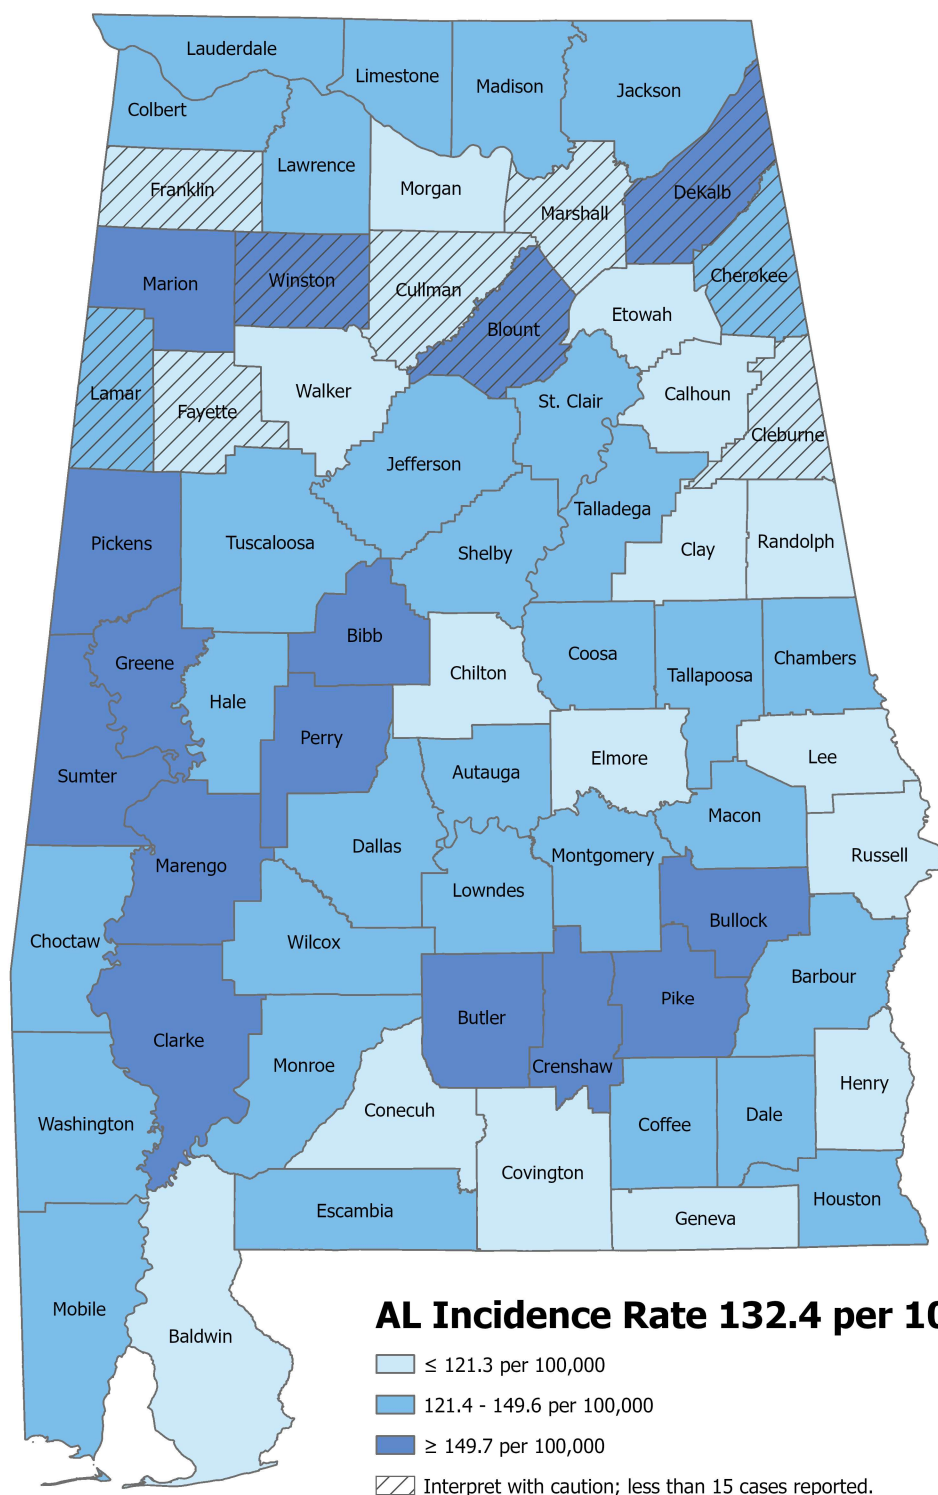 Lauderdale
Limestone
Madison
Jackson
Colbert
Lawrence
Franklin
Morgan
Marshall
DeKalb
Marion
Winston
Cullman
Cherokee
Blount
Etowah
Lamar
Fayette
Walker
St. Clair
Calhoun
Cleburne
Jefferson
Talladega
Pickens
Tuscaloosa
Shelby
Clay
Randolph
Greene
Bibb
Chilton
Coosa
Tallapoosa
Chambers
Hale
Perry
Sumter
Autauga
Elmore
Lee
Marengo
Dallas
Macon
Lowndes
Montgomery
Russell
Choctaw
Wilcox
Bullock
Barbour
Clarke
Butler
Pike
Monroe
Crenshaw
Henry
Washington
Conecuh
Coffee
Dale
Covington
Escambia
Geneva
Houston
Mobile
Baldwin
AL Incidence Rate 132.4 per 10
≤ 121.3 per 100,000
121.4 - 149.6 per 100,000
≥ 149.7 per 100,000
Interpret with caution; less than 15 cases reported.